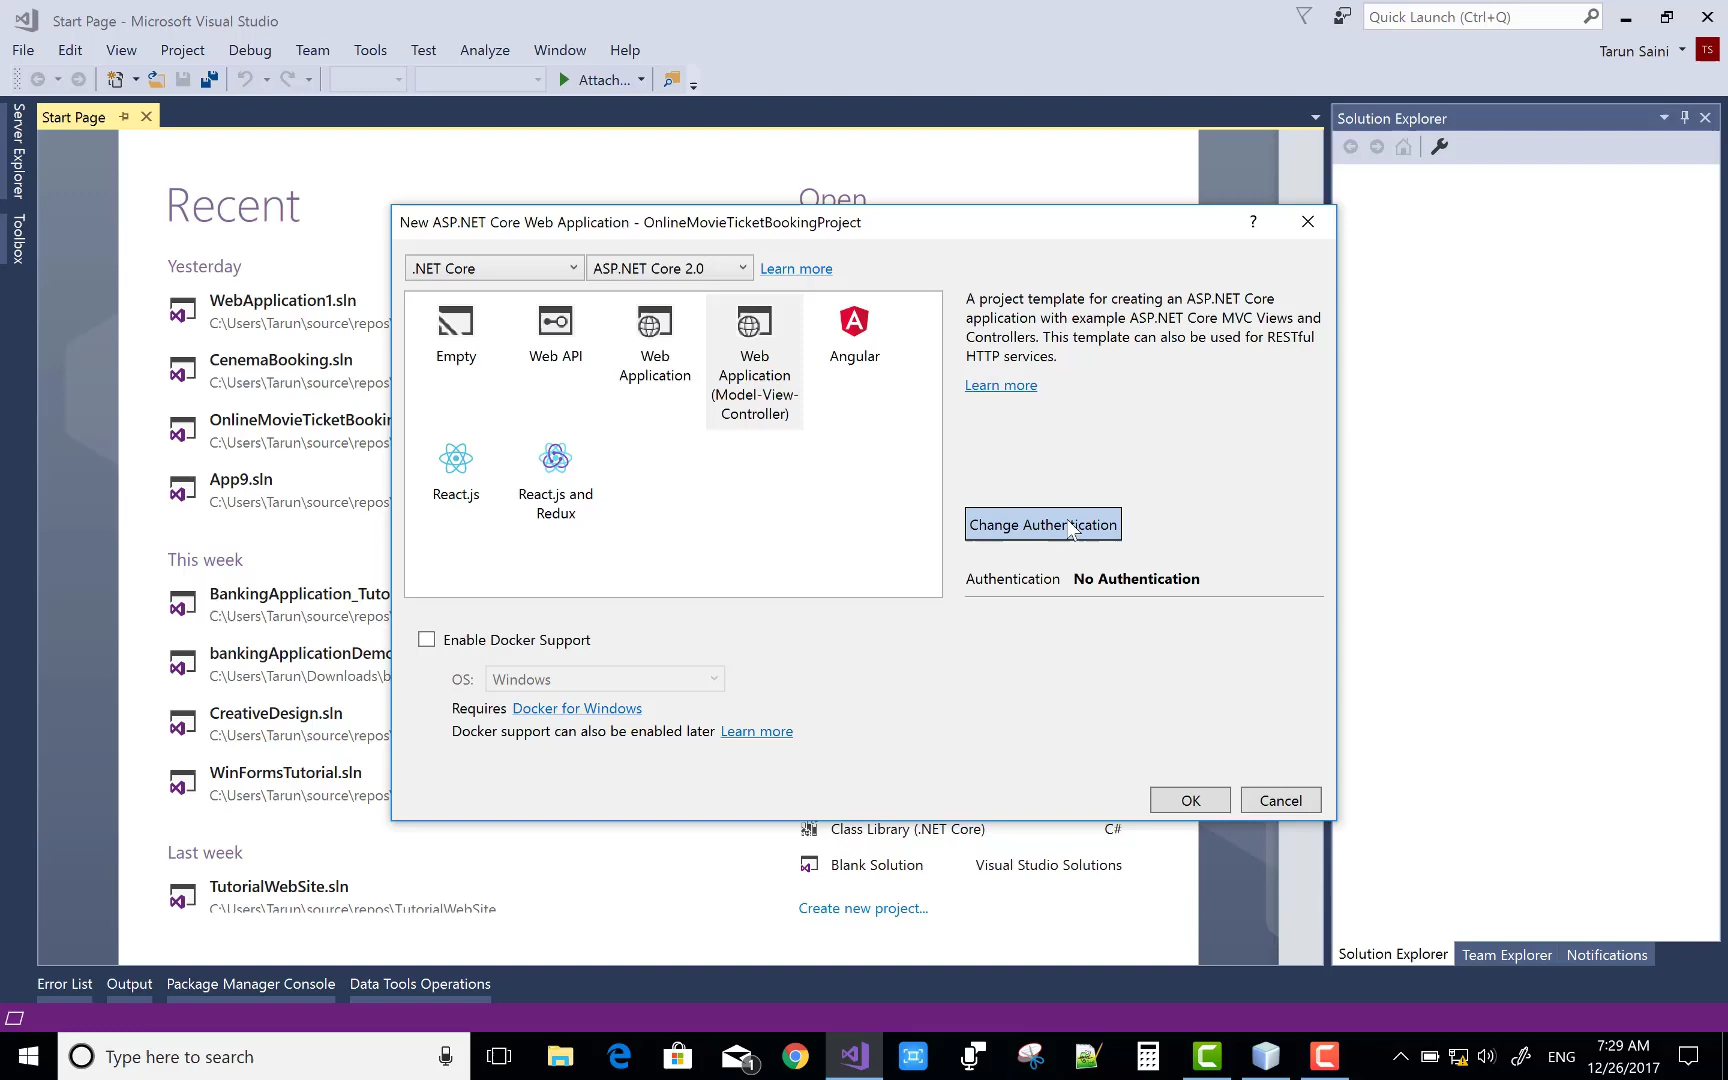 Start Page - Microsoft Visual Studio
Quick Launch (Ctrl+Q)
File Edit View Project Debug Team Tools Test Analyze Window Help
Tarun Saini TS
Attach...
Server Explorer
Toolbox
Start Page
Solution Explorer
Recent
Open
Yesterday
WebApplication1.sln
C:\Users\Tarun\source\repos
CenemaBooking.sln
C:\Users\Tarun\source\repos
OnlineMovieTicketBookin
C:\Users\Tarun\source\repos
App9.sln
C:\Users\Tarun\source\repos
This week
BankingApplication_Tuto
C:\Users\Tarun\source\repos
bankingApplicationDemo
C:\Users\Tarun\Downloads\b
CreativeDesign.sln
C:\Users\Tarun\source\repos
WinFormsTutorial.sln
C:\Users\Tarun\source\repos
Last week
TutorialWebSite.sln
C:\Users\Tarun\source\repos\TutorialWebSite
New ASP.NET Core Web Application - OnlineMovieTicketBookingProject
?
.NET Core
ASP.NET Core 2.0
Learn more
Empty
Web API
Web
Application
Web
Application
(Model-View-
Controller)
Angular
React.js
React.js and
Redux
A project template for creating an ASP.NET Core
application with example ASP.NET Core MVC Views and
Controllers. This template can also be used for RESTful
HTTP services.
Learn more
Change Authentication
Authentication No Authentication
Enable Docker Support
OS: Windows
Requires Docker for Windows
Docker support can also be enabled later Learn more
OK
Cancel
Class Library (.NET Core) C#
Blank Solution Visual Studio Solutions
Create new project...
Solution Explorer Team Explorer Notifications
Error List Output Package Manager Console Data Tools Operations
Type here to search
1
ENG
7:29 AM
12/26/2017